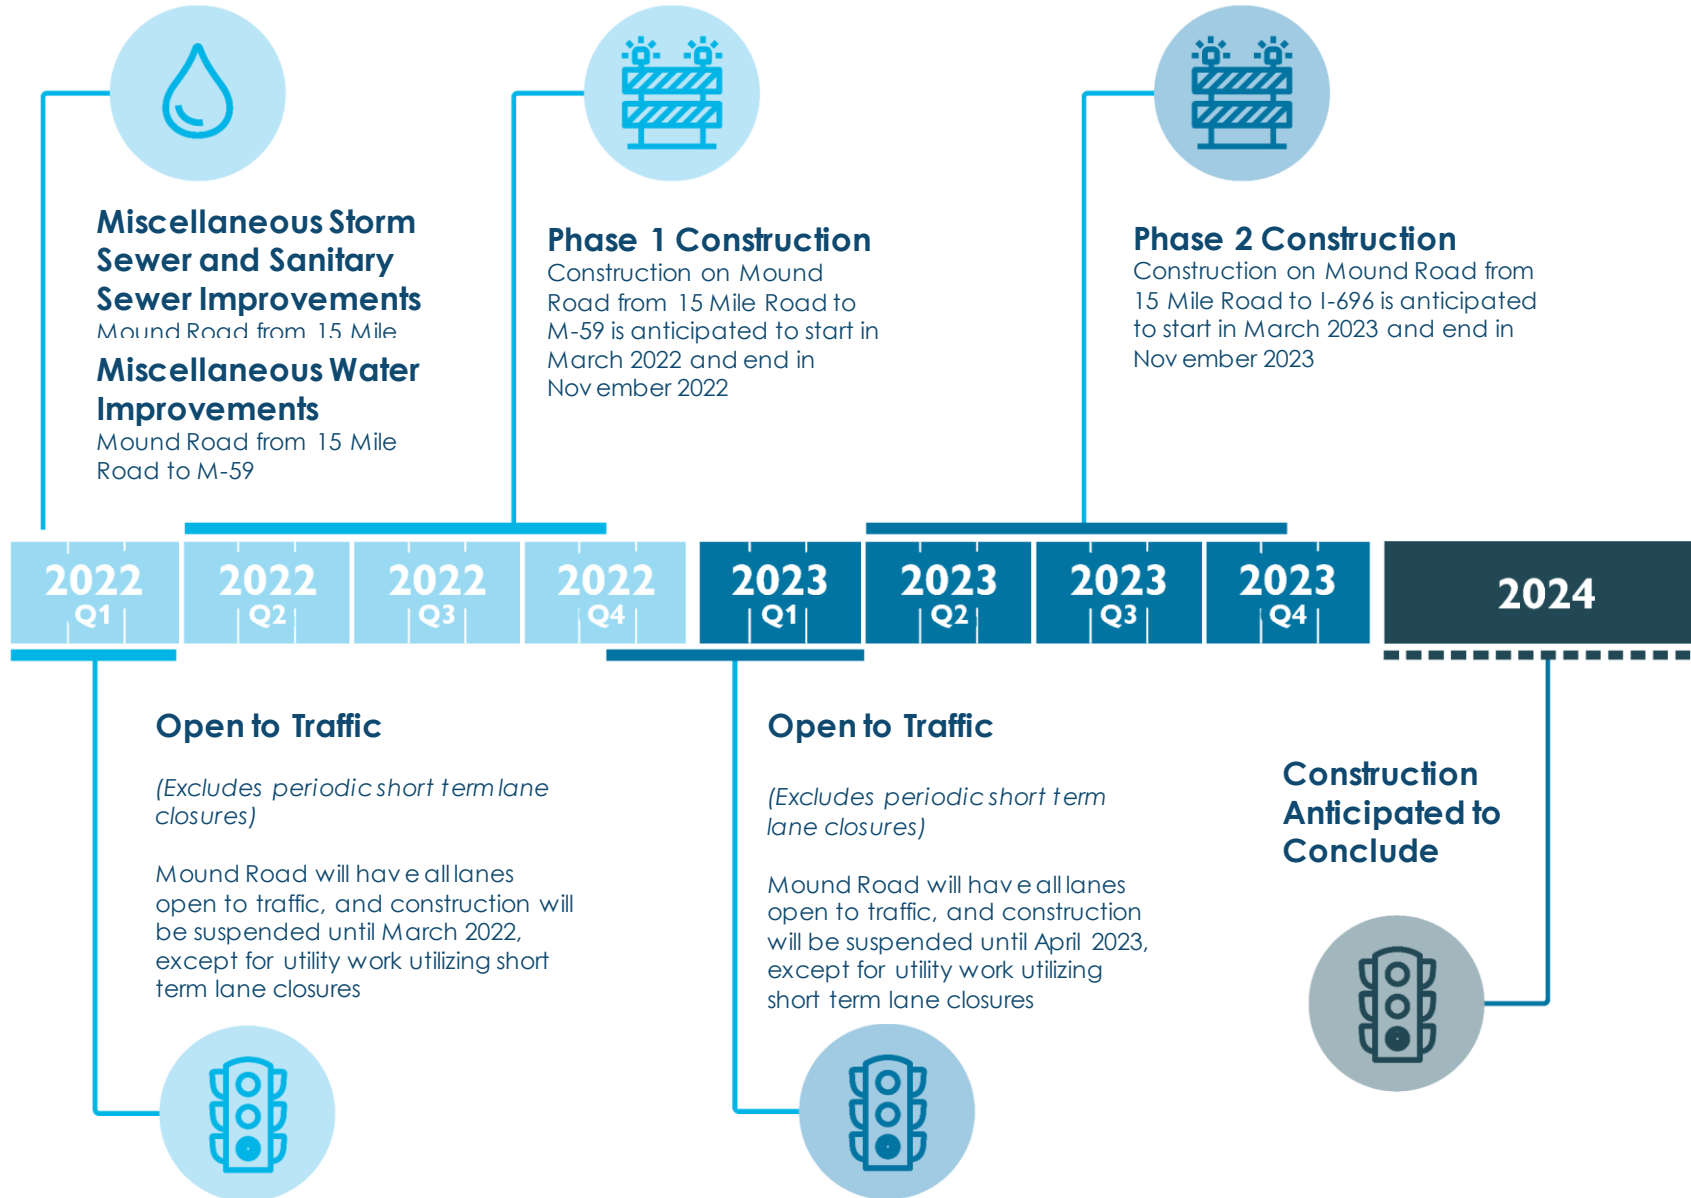 Miscellaneous Storm
Sewer and Sanitary
Sewer Improvements
Mound Road from 15 Mile
Miscellaneous Water
Improvements
Mound Road from 15 Mile
Road to M-59
Phase 1 Construction
Construction on Mound
Road from 15 Mile Road to
M-59 is anticipated to start in
March 2022 and end in
November 2022
Phase 2 Construction
Construction on Mound Road from
15 Mile Road to I-696 is anticipated
to start in March 2023 and end in
November 2023
2022
Q1
2022
Q2
2022
Q3
2022
Q4
2023
Q1
2023
Q2
2023
Q3
2023
Q4
2024
Open to Traffic
(Excludes periodic short term lane
closures)
Mound Road will have all lanes
open to traffic, and construction will
be suspended until March 2022,
except for utility work utilizing short
term lane closures
Open to Traffic
(Excludes periodic short term
lane closures)
Mound Road will have all lanes
open to traffic, and construction
will be suspended until April 2023,
except for utility work utilizing
short term lane closures
Construction
Anticipated to
Conclude